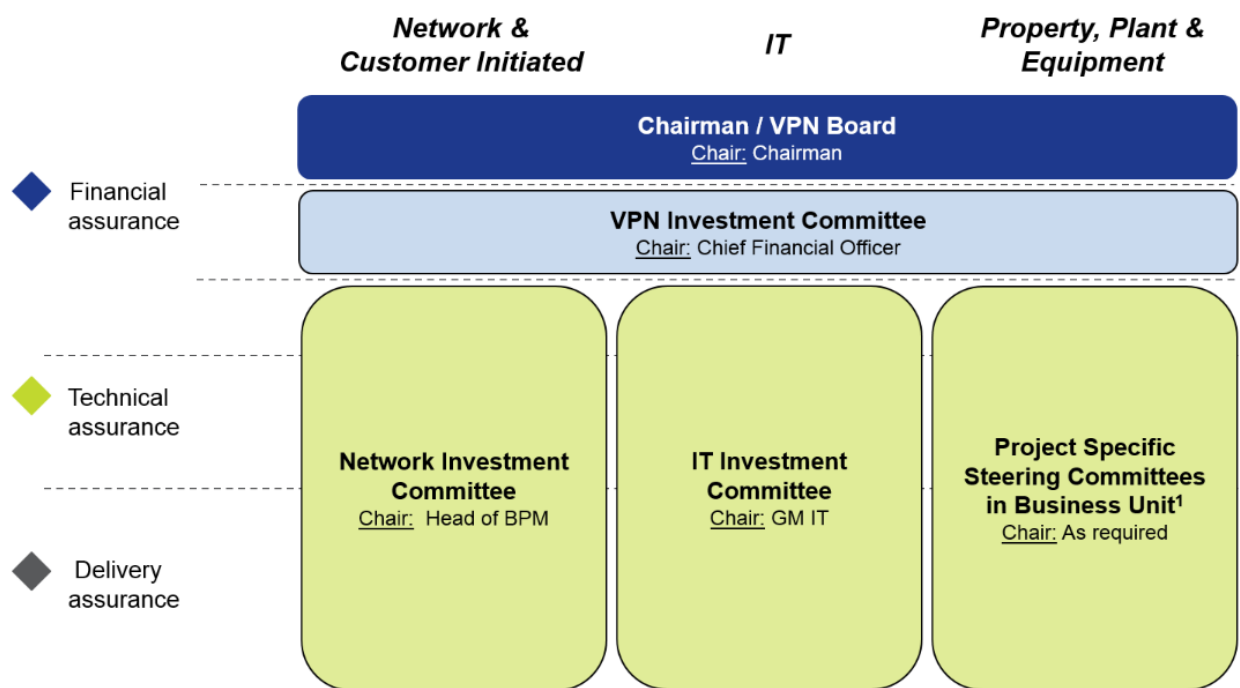 Network &
Customer Initiated
IT
Property, Plant &
Equipment
Chairman / VPN Board
Chair: Chairman
Financial
assurance
VPN Investment Committee
Chair: Chief Financial Officer
Technical
assurance
Network Investment
Committee
Chair: Head of BPM
IT Investment
Committee
Chair: GM IT
Project Specific
Steering Committees
in Business Unit¹
Chair: As required
Delivery
assurance